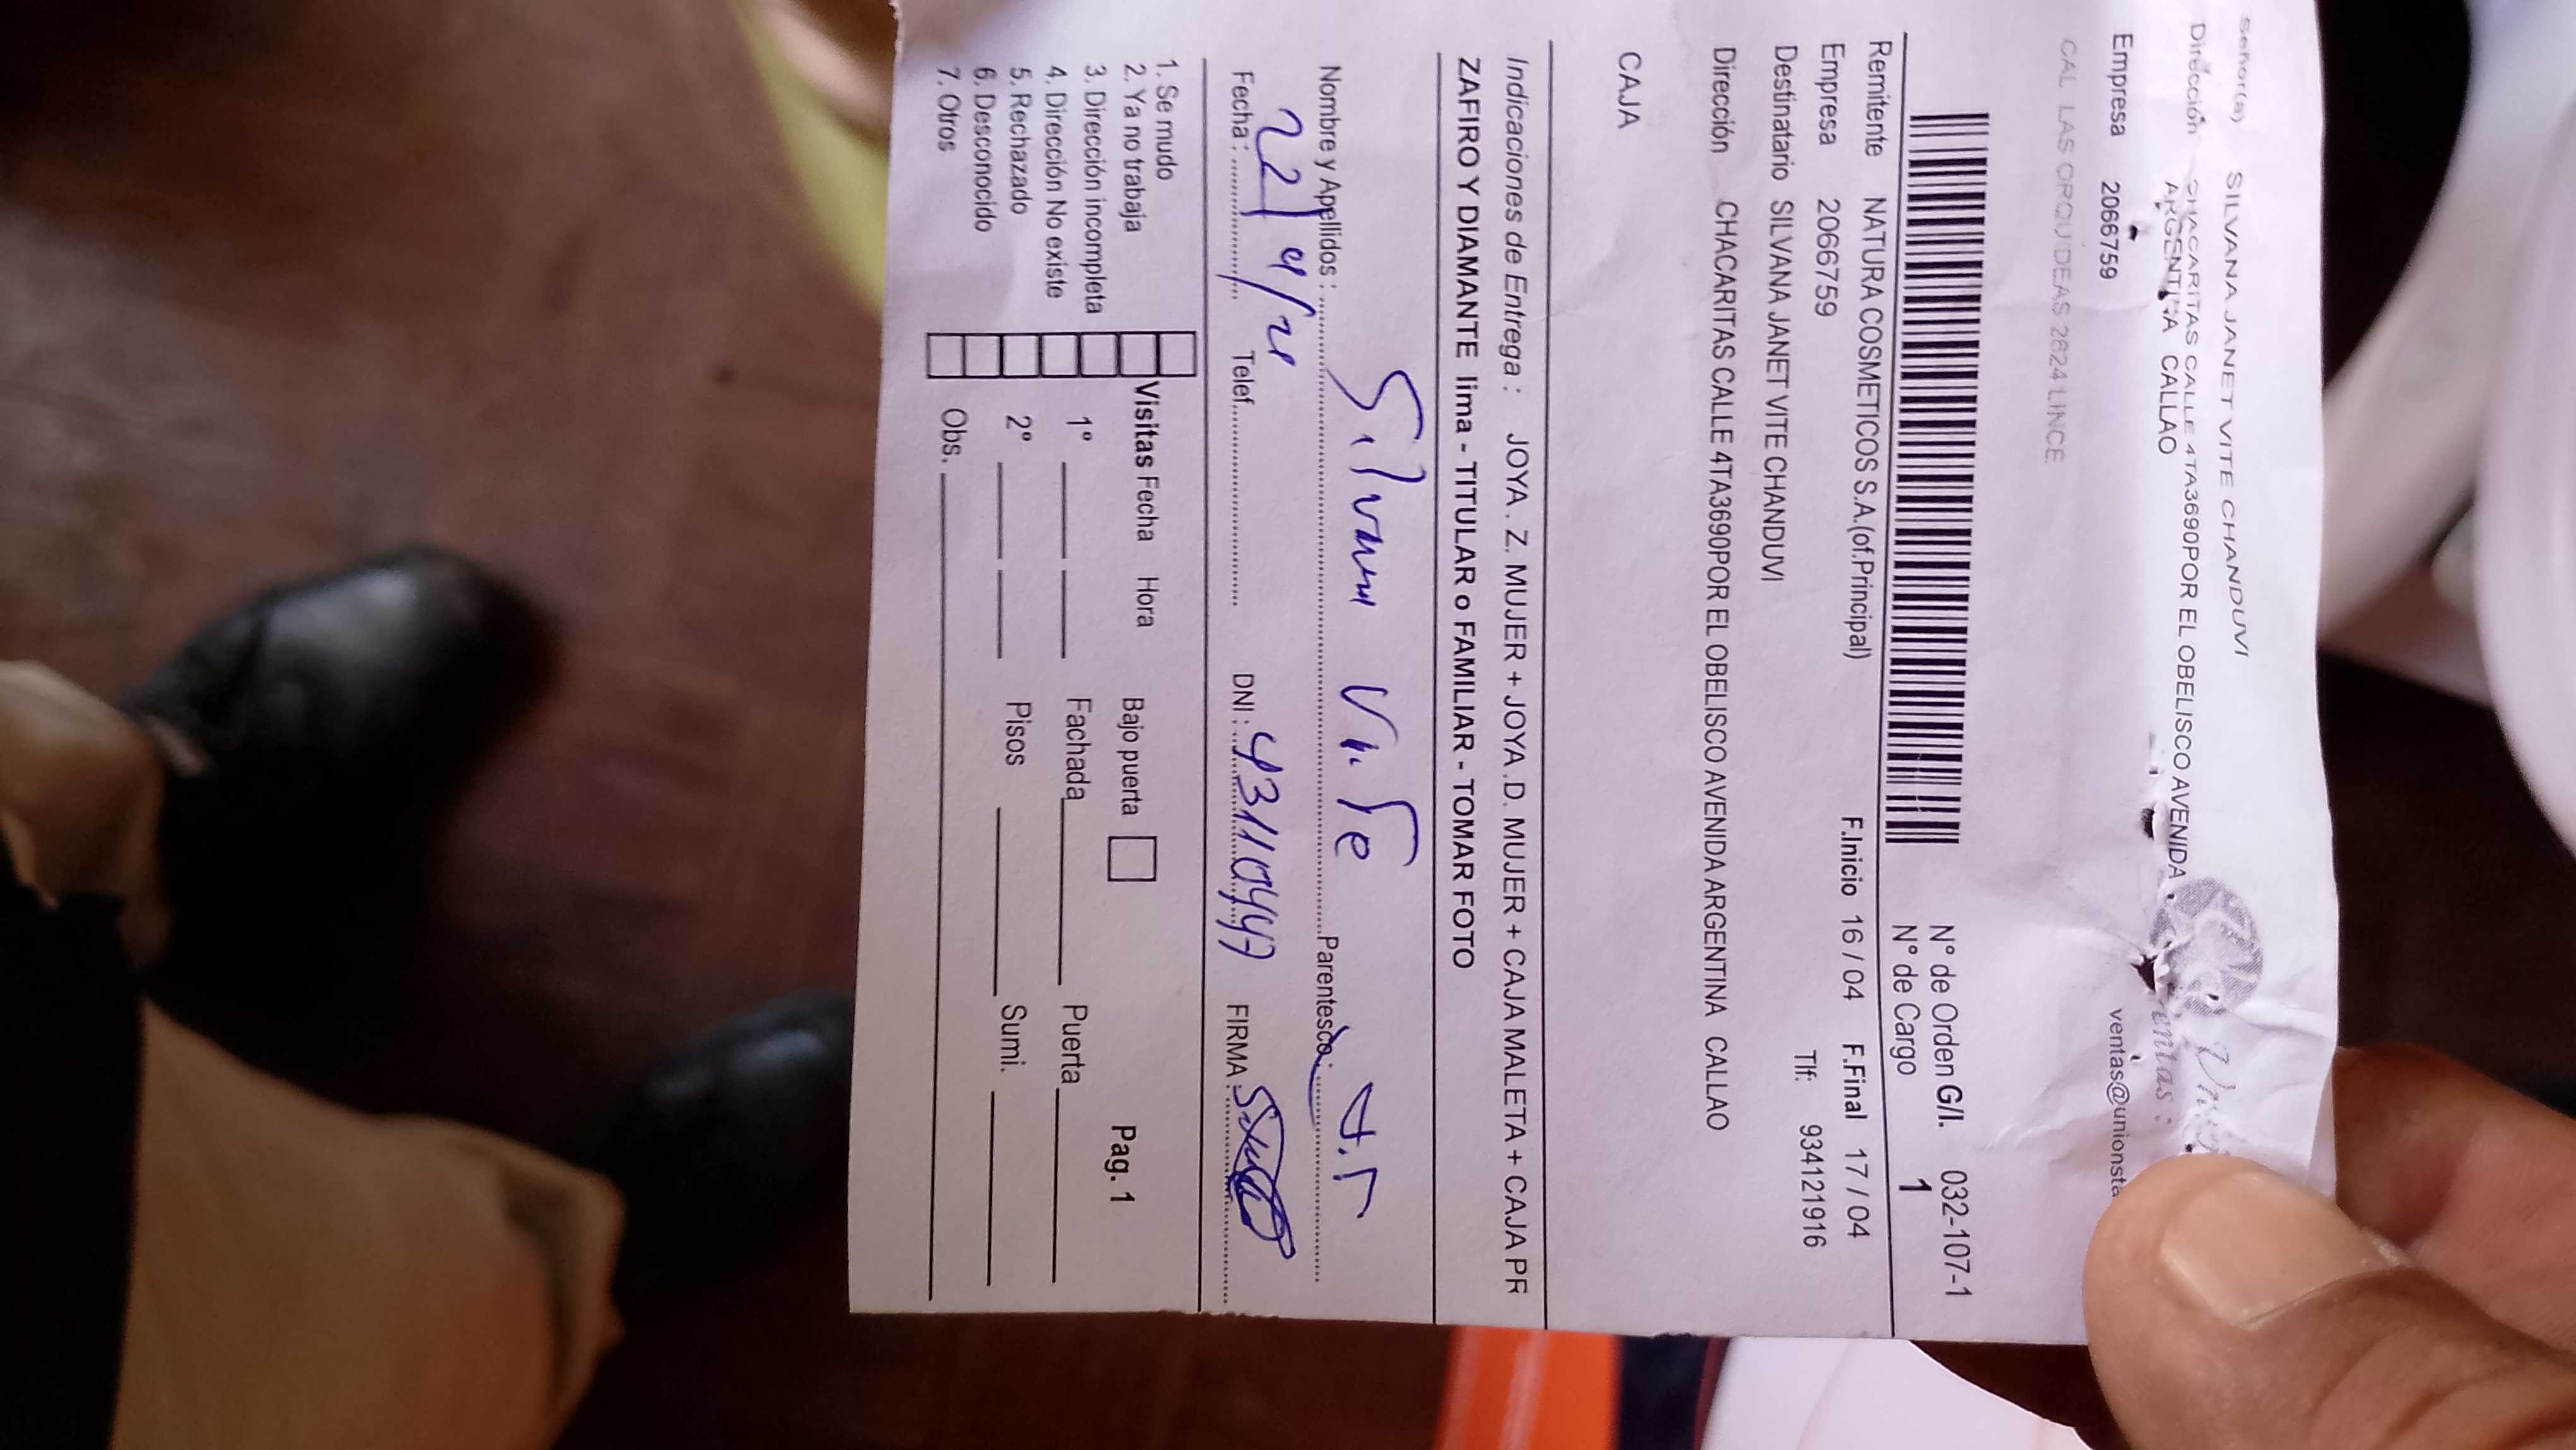 Señor(a) SILVANA JANET VITE CHANDUVI
Dirección CHACARITAS CALLE 4TA3690POR EL OBELISCO AVENIDA
ARGENTINA CALLAO
Empresa 2066759
ventas@unionsta
CAL LAS ORQUIDEAS 2624 LINCE
N° de Orden G/I. 032-107-1
N° de Cargo 1
Remitente NATURA COSMETICOS S.A.(of.Principal)
Empresa 2066759 F.Inicio 16 / 04 F.Final 17 / 04
Destinatario SILVANA JANET VITE CHANDUVI Tlf: 934121916
Dirección CHACARITAS CALLE 4TA3690POR EL OBELISCO AVENIDA ARGENTINA CALLAO
CAJA
Indicaciones de Entrega : JOYA . Z. MUJER + JOYA .D. MUJER + CAJA MALETA + CAJA PR
ZAFIRO Y DIAMANTE lima - TITULAR o FAMILIAR - TOMAR FOTO
Nombre y Apellidos : Silvana Vite Parentesco :
Fecha : 22/4/21 Telef. DNI : 43110447 FIRMA :
1. Se mudo
2. Ya no trabaja
3. Dirección incompleta
4. Dirección No existe
5. Rechazado
6. Desconocido
7. Otros
Visitas Fecha Hora
1°
2°
Obs.
Bajo puerta
Fachada Puerta
Pisos Sumi.
Pag. 1